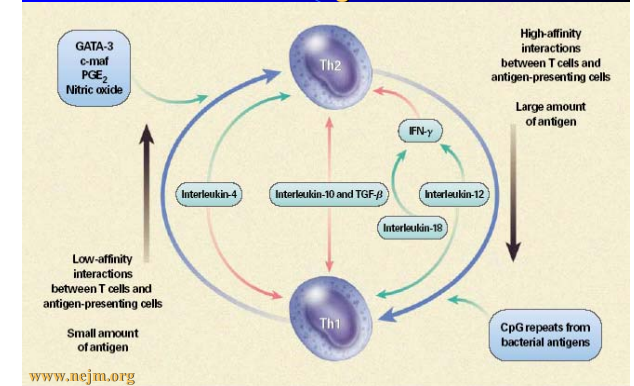 GATA-3
c-maf
PGE₂
Nitric oxide
Th2
High-affinity
interactions
between T cells and
antigen-presenting cells
Large amount
of antigen
IFN-γ
Interleukin-4
Interleukin-10 and TGF-β
Interleukin-12
Interleukin-18
Low-affinity
interactions
between T cells and
antigen-presenting cells
Small amount
of antigen
Th1
CpG repeats from
bacterial antigens
www.nejm.org